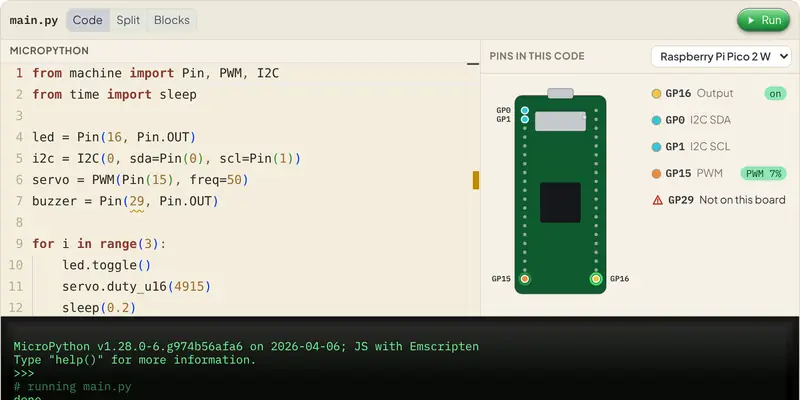 main.py Code Split Blocks Run
MICROPYTHON
1 from machine import Pin, PWM, I2C
2 from time import sleep
3
4 led = Pin(16, Pin.OUT)
5 i2c = I2C(0, sda=Pin(0), scl=Pin(1))
6 servo = PWM(Pin(15), freq=50)
7 buzzer = Pin(29, Pin.OUT)
8
9 for i in range(3):
10 led.toggle()
11 servo.duty_u16(4915)
12 sleep(0.2)
PINS IN THIS CODE Raspberry Pi Pico 2 W
GP0
GP1
GP15 GP16
GP16 Output on
GP0 I2C SDA
GP1 I2C SCL
GP15 PWM PWM 7%
GP29 Not on this board
MicroPython v1.28.0-6.g974b56afa6 on 2026-04-06; JS with Emscripten
Type "help()" for more information.
>>>
# running main.py
done